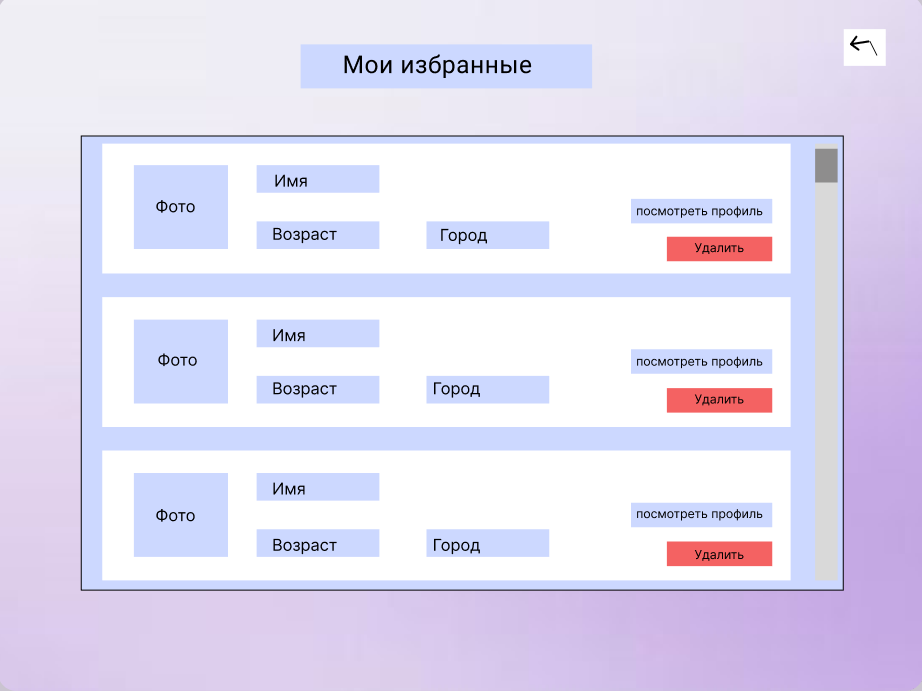 Мои избранные
Имя
Фото
посмотреть профиль
Возраст
Город
Удалить
Имя
Фото
посмотреть профиль
Возраст
Город
Удалить
Имя
Фото
посмотреть профиль
Возраст
Город
Удалить